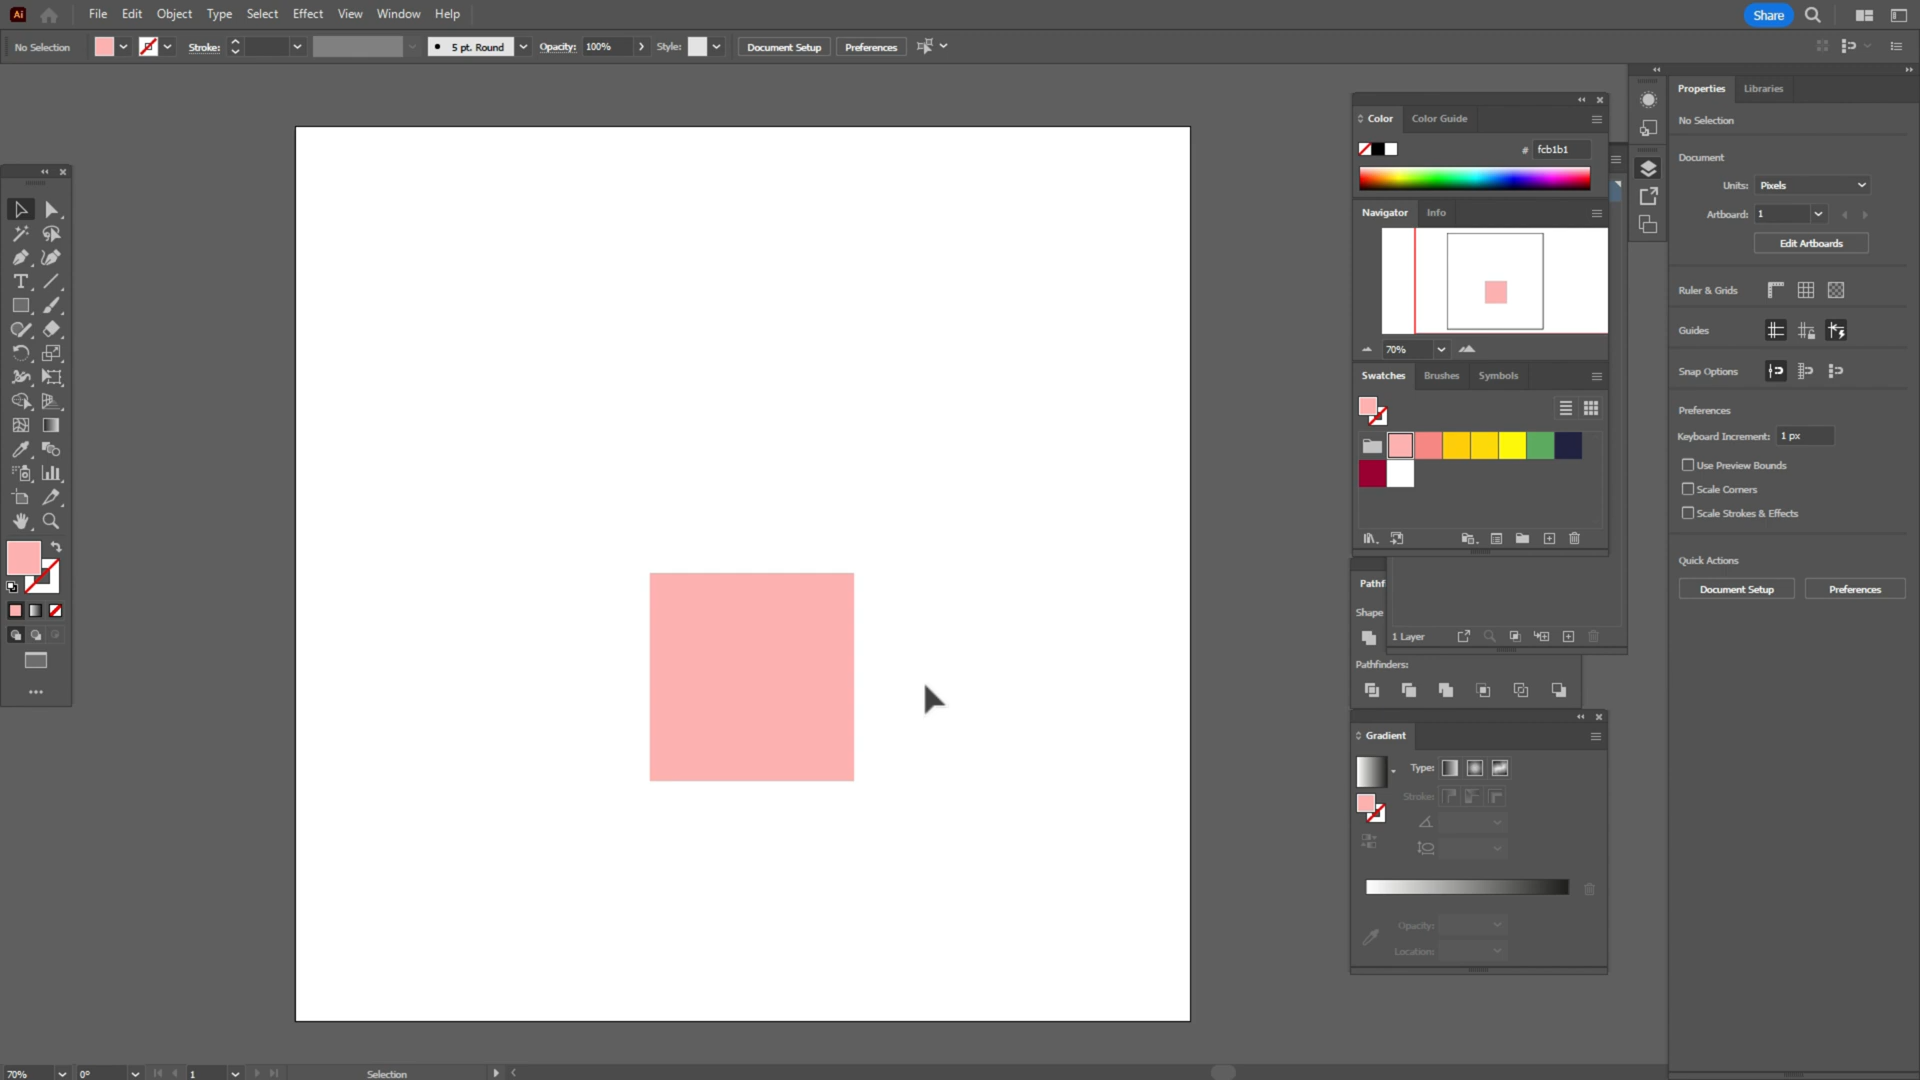 Ai File Edit Object Type Select Effect View Window Help Share
No Selection Stroke: 5 pt. Round Opacity: 100% Style: Document Setup Preferences
Properties Libraries
No Selection
Document
Units: Pixels
Artboard: 1
Edit Artboards
Ruler & Grids
Guides
Snap Options
Preferences
Keyboard Increment: 1 px
Use Preview Bounds
Scale Corners
Scale Strokes & Effects
Quick Actions
Document Setup Preferences
Color Color Guide
# fcb1b1
Navigator Info
70%
Swatches Brushes Symbols
Pathf
Shape
1 Layer
Pathfinders:
Gradient
Type:
Stroke:
Opacity:
Location:
70% 0° 1 Selection